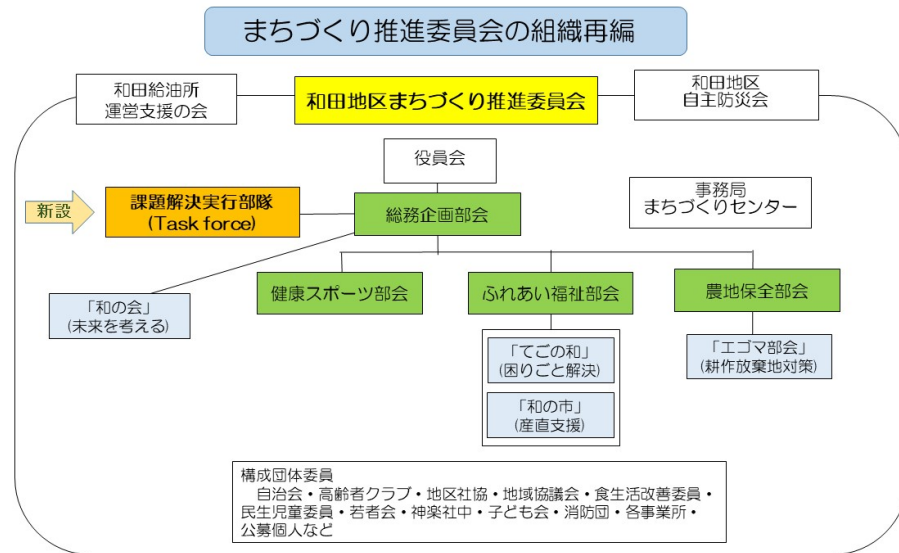 まちづくり推進委員会の組織再編
和田給油所
運営支援の会
和田地区まちづくり推進委員会
和田地区
自主防災会
役員会
新設
課題解決実行部隊
(Task force)
総務企画部会
事務局
まちづくりセンター
「和の会」
(未来を考える)
健康スポーツ部会
ふれあい福祉部会
農地保全部会
「てごの和」
(困りごと解決)
「和の市」
(産直支援)
「エゴマ部会」
(耕作放棄地対策)
構成団体委員
自治会・高齢者クラブ・地区社協・地域協議会・食生活改善委員・
民生児童委員・若者会・神楽社中・子ども会・消防団・各事業所・
公募個人など